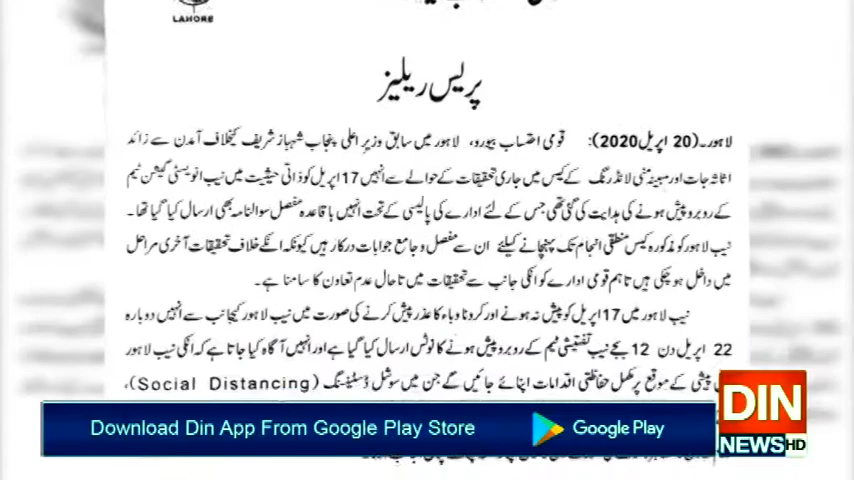 LAHORE
پریس ریلیز
لاہور۔(20 اپریل2020): قومی احتساب بیورو، لاہور میں سابق وزیر اعلی پنجاب شہباز شریف کیخلاف آمدن سے زائد
اثاثہ جات اور مبینہ منی لانڈرنگ کے کیس میں جاری تحقیقات کے حوالے سے انہیں 17اپریل کو ذاتی حیثیت میں نیب انویسٹی گیشن ٹیم
کے روبرو پیش ہونے کی ہدایت کی گئی تھی جس کے لئے ادارے کی پالیسی کے تحت انہیں باقاعدہ مفصل سوالنامہ بھی ارسال کیا گیا تھا۔
نیب لاہور کو مذکورہ کیس منطقی انجام تک پہنچانے کیلئے ان سے مفصل و جامع جوابات درکار ہیں کیونکہ انکے خلاف تحقیقات آخری مراحل
میں داخل ہو چکی ہیں تاہم قومی ادارے کو انکی جانب سے تحقیقات میں تاحال عدم تعاون کا سامنا ہے۔
نیب لاہور میں 17اپریل کو پیش نہ ہونے اور کرونا وباء کا عذر پیش کرنے کی صورت میں نیب لاہور کیجانب سے انہیں دوبارہ
22 اپریل دن 12 بجے نیب تفتیشی ٹیم کے روبرو پیش ہونے کا نوٹس ارسال کیا گیا ہے اور انہیں آگاہ کیا جاتا ہے کہ انکی نیب لاہور
پیشی کے موقع پر مکمل حفاظتی اقدامات اپنائے جائیں گے جن میں سوشل ڈسٹینسنگ (Social Distancing)،
Download Din App From Google Play Store
Google Play
DIN
NEWS HD